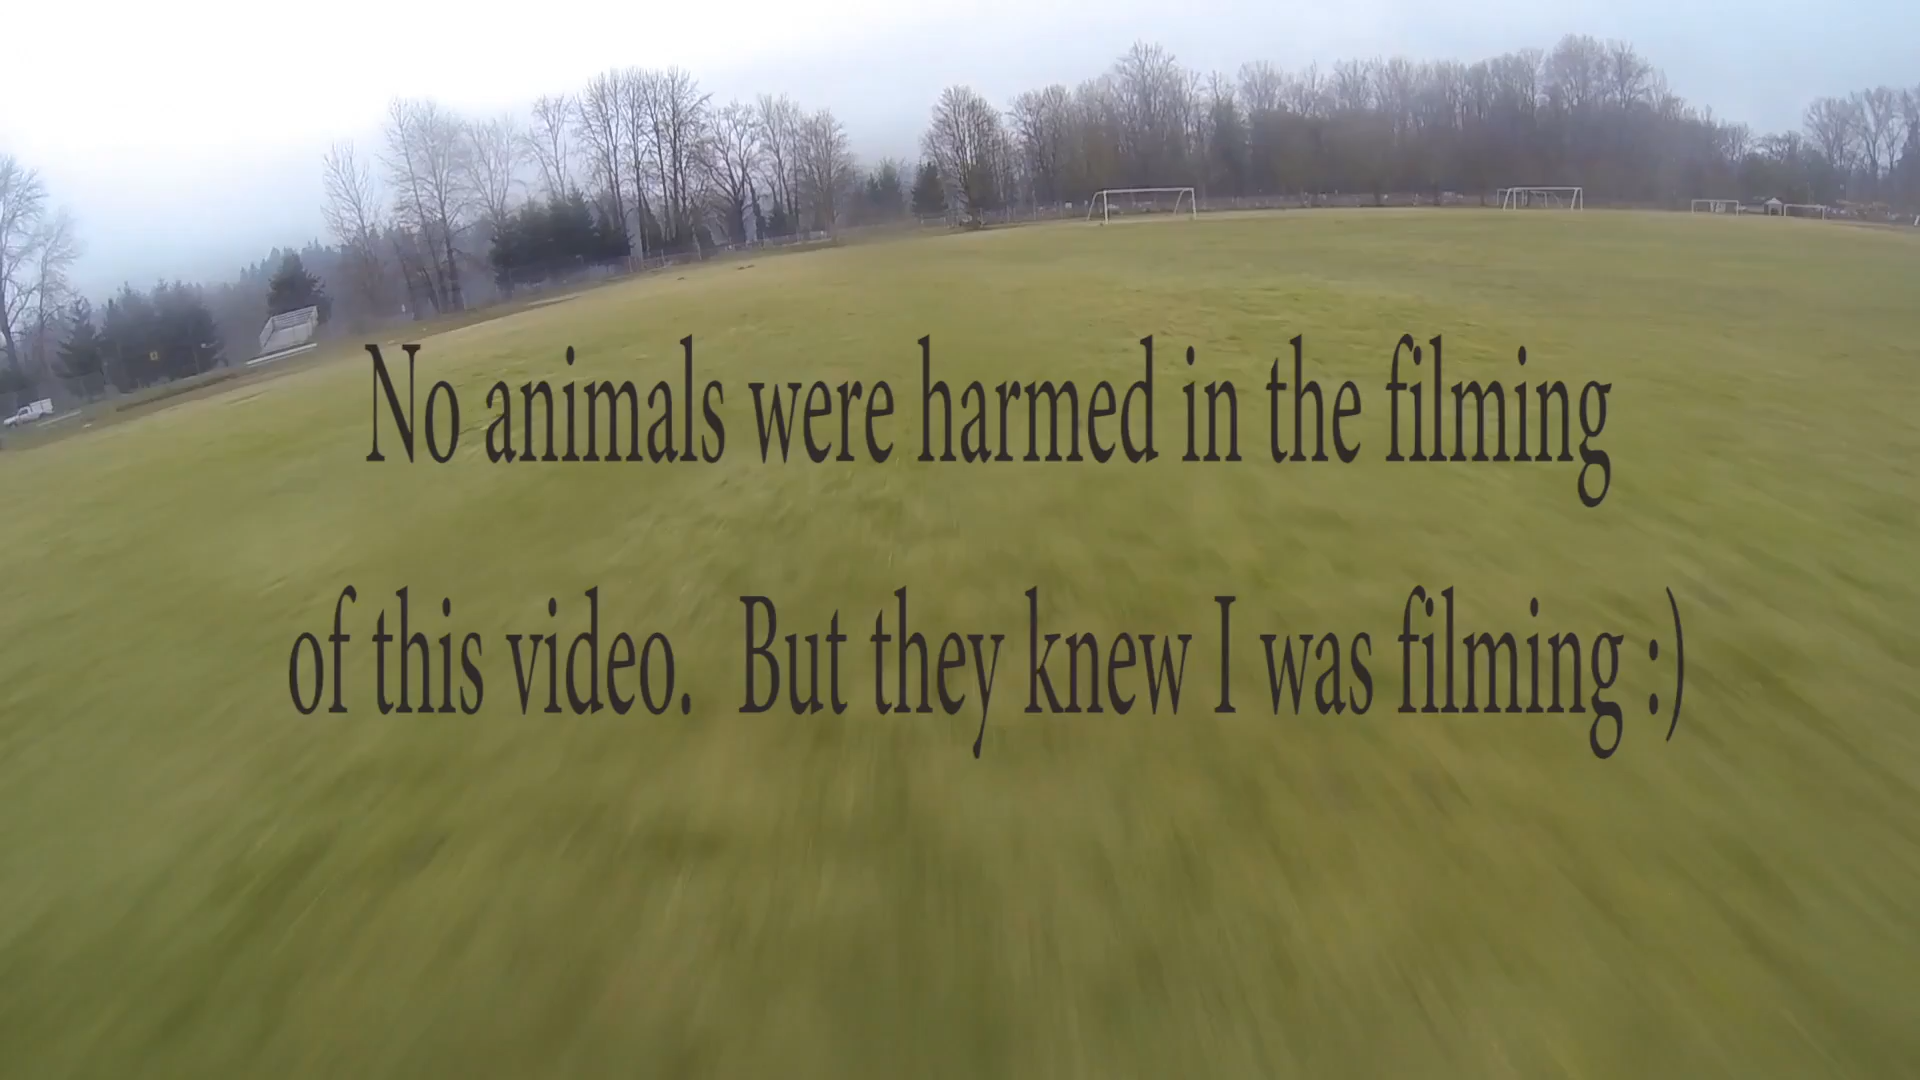 No animals were harmed in the filming
of this video.  But they knew I was filming :)